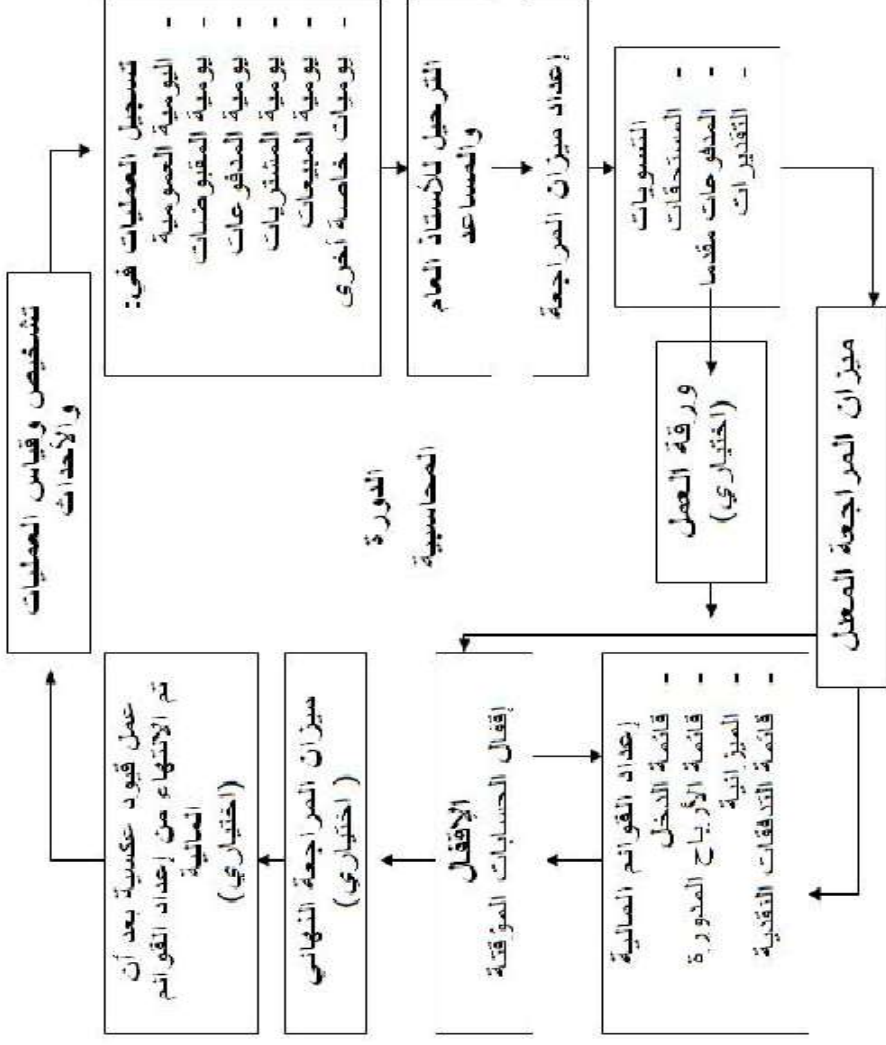 تشخيص وقياس العمليات
والأحداث
تسجيل العمليات في:
- اليومية العمومية
- يومية المقبوضات
- يومية المدفوعات
- يومية المشتريات
- يومية المبيعات
- يوميات خاصة أخرى
الترحيل للأستاذ العام
والمساعد
إعداد ميزان المراجعة
التسويات
- المستحقات
- المدفوعات مقدما
- التقديرات
ورقة العمل
(اختياري)
ميزان المراجعة المعدل
إعداد القوائم المالية
- قائمة الدخل
- الميزانية
- قائمة الأرباح المدورة
- قائمة التدفقات النقدية
الإقفال
إقفال الحسابات المؤقتة
ميزان المراجعة النهائي
( اختياري)
عمل قيود عكسية بعد أن
تم الانتهاء من إعداد القوائم
المالية
(اختياري)
الدورة
المحاسبية